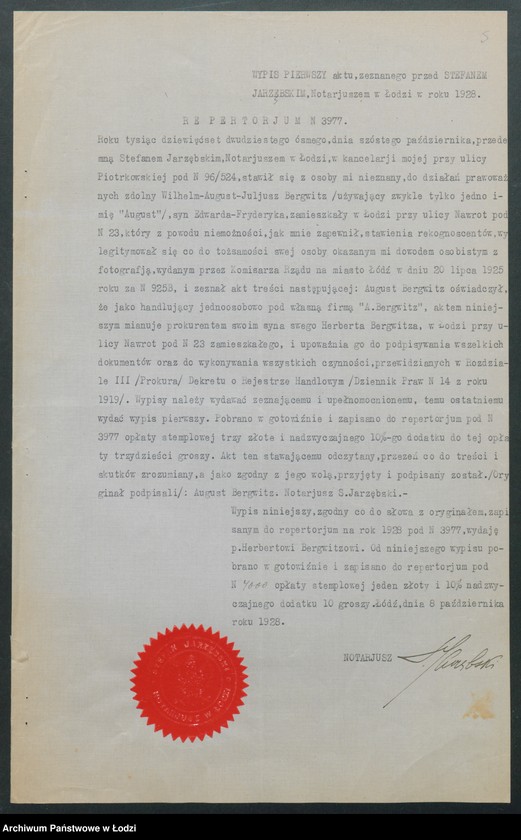 5
WYPIS PIERWSZY aktu,zeznanego przed STEFANEM
JARZĘBSKIM,Notarjuszem w Łodzi w roku 1928.
R E P E R T O R J U M  N 3977.
Roku tysiąc dziewięćset dwudziestego ósmego,dnia szóstego października,przede
mną Stefanem Jarzębskim,Notarjuszem w Łodzi,w kancelarji mojej przy ulicy
Piotrkowskiej pod N 96/524,stawił się z osoby mi nieznany,do działań prawować
nych zdolny Wilhelm-August-Juljusz Bergwitz /używający zwykle tylko jedno i-
mię "August"/,syn Edwarda-Fryderyka,zamieszkały w Łodzi przy ulicy Nawrot pod
N 23,który z powodu niemożności,jak mnie zapewnił,stawienia rekognoscentów,wy
legitymował się co do tożsamości swej osoby okazanym mi dowodem osobistym z
fotografją,wydanym przez Komisarza Rządu na miasto Łódź w dniu 20 lipca 1925
roku za N 9258, i zeznał akt treści następującej: August Bergwitz oświadczył,
że jako handlujący jednoosobowo pod własną firmą "A.Bergwitz", aktem niniej-
szym mianuje prokurentem swoim syna swego Herberta Bergwitza, w Łodzi przy u-
licy Nawrot pod N 23 zamieszkałego, i upoważnia go do podpisywania wszelkich
dokumentów oraz do wykonywania wszystkich czynności,przewidzianych w Rozdzia-
le III /Prokura/ Dekretu o Rejestrze Handlowym /Dziennik Praw N 14 z roku
1919/. Wypisy należy wydawać zeznającemu i upełnomocnionemu, temu ostatniemu
wydać wypis pierwszy. Pobrano w gotowiźnie i zapisano do repertorjum pod N
3977 opłaty stemplowej trzy złote i nadzwyczajnego 10%-go dodatku do tej opła
ty trzydzieści groszy. Akt ten stawającemu odczytany,przezeń co do treści i
skutków zrozumiany,a jako zgodny z jego wolą,przyjęty i podpisany został./Ory
ginał podpisali/: August Bergwitz. Notarjusz S.Jarzębski.-
Wypis niniejszy,zgodny co do słowa z oryginałem,zapi
sanym do repertorjum na rok 1928 pod N 3977,wydaję
p.Herbertowi Bergwitzowi. Od niniejszego wypisu po-
brano w gotowiźnie i zapisano do repertorjum pod
N opłaty stemplowej jeden złoty i 10% nadzwy-
czajnego dodatku 10 groszy.Łódź,dnia 8 października
roku 1928.
NOTARJUSZ S. Jarzębski
STEFAN JARZĘBSKI
NOTARJUSZ W ŁODZI
Archiwum Państwowe w Łodzi